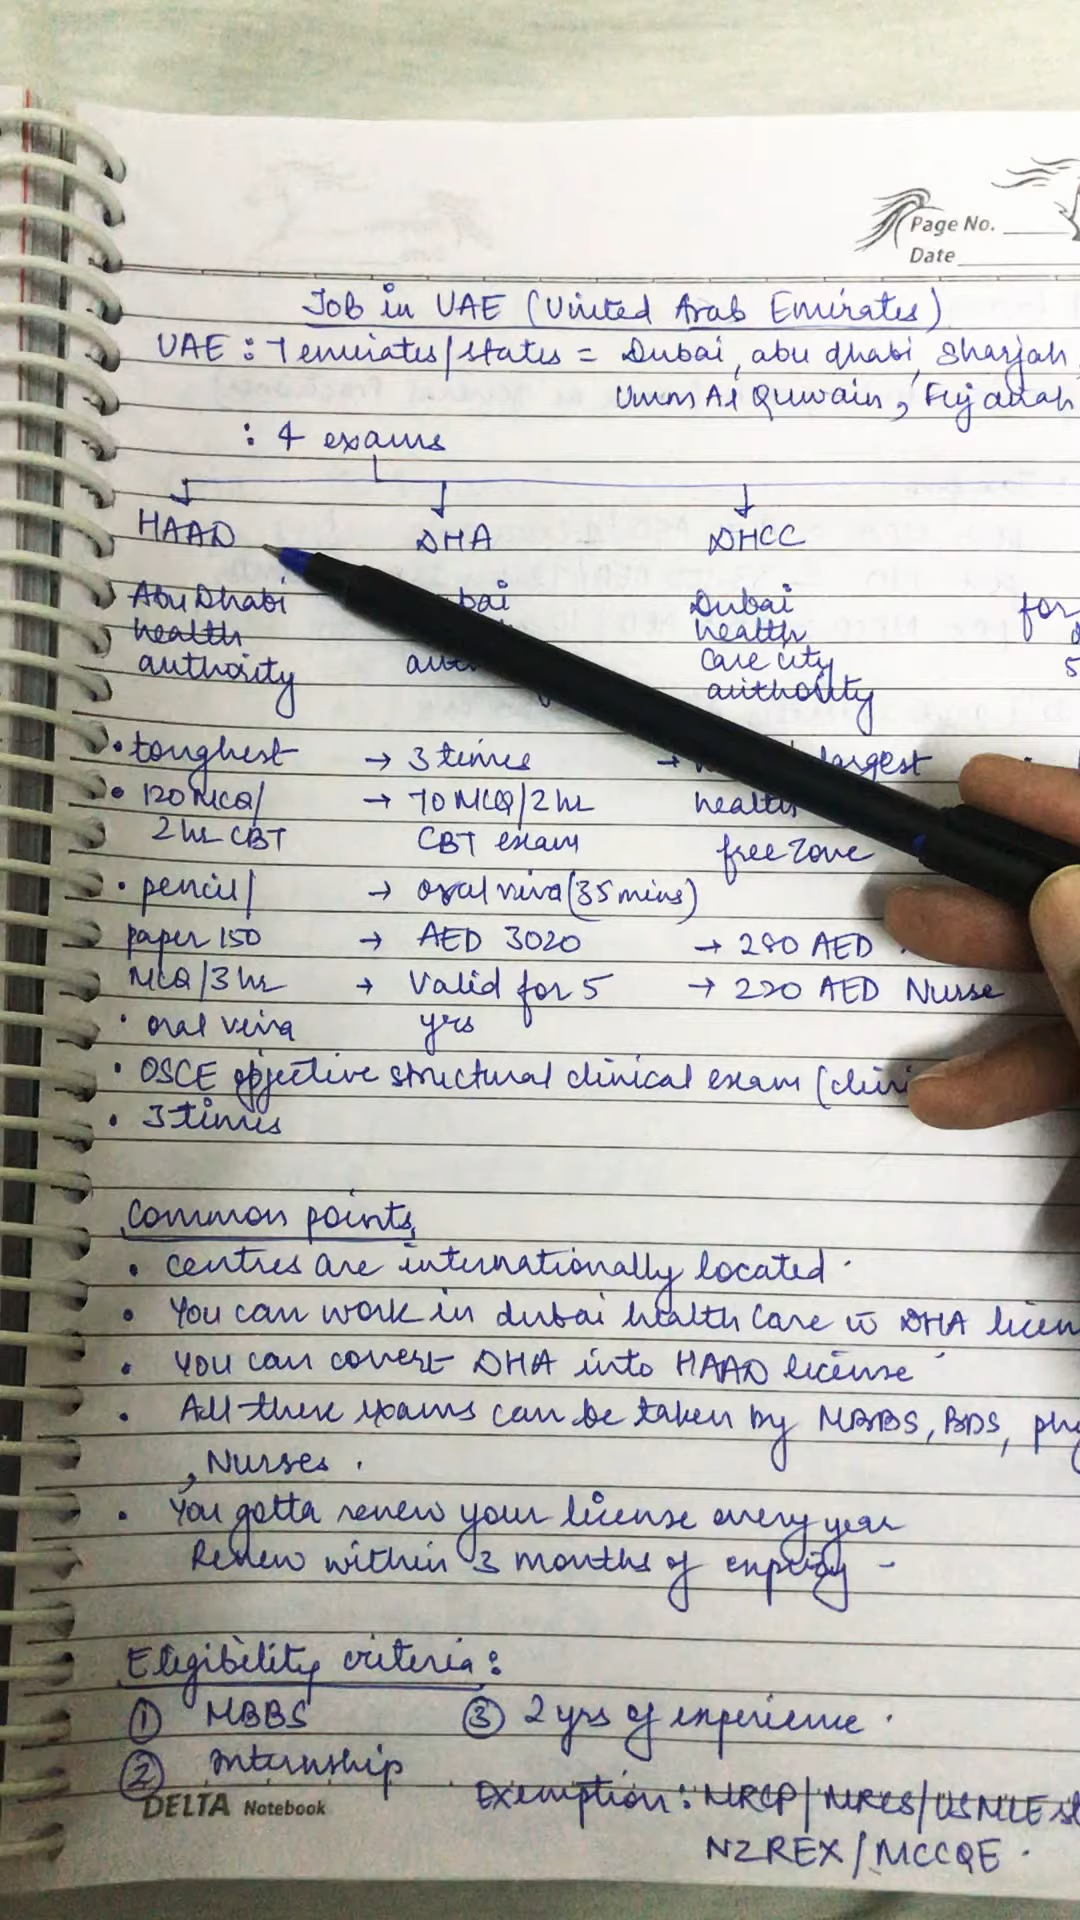 Page No.
Date
Job in UAE (United Arab Emirates)
UAE : 7 emirates/states = Dubai, abu dhabi, Sharjah,
Umm Al Quwain, Fujairah
: 4 exams
HAAD DHA DHCC
Abu Dhabi health authority
Dubai health care city authority
for
5
• toughest → 3 times → largest
• 120 MCQ/ → 70 MCQ/2 hr health
2 hr CBT CBT exam free zone
• pencil/ → oral viva (35 mins)
paper 150 → AED 3020 → 280 AED
MCQ/3 hr → Valid for 5 → 220 AED Nurse
• oral viva yrs
• OSCE objective structural clinical exam (
• 3 times
Common points
• centres are internationally located.
• You can work in dubai health care w DHA licen
• You can covert DHA into HAAD license
• All these exams can be taken by MBBS, BDS,
, Nurses.
• You gotta renew your license every year
Renew within 3 months of expiry -
Eligibility criteria :
① MBBS ③ 2 yrs of experience.
② Internship
Exemption : MRCP/MRCS/USMLE
NZREX/MCCQE.
DELTA Notebook